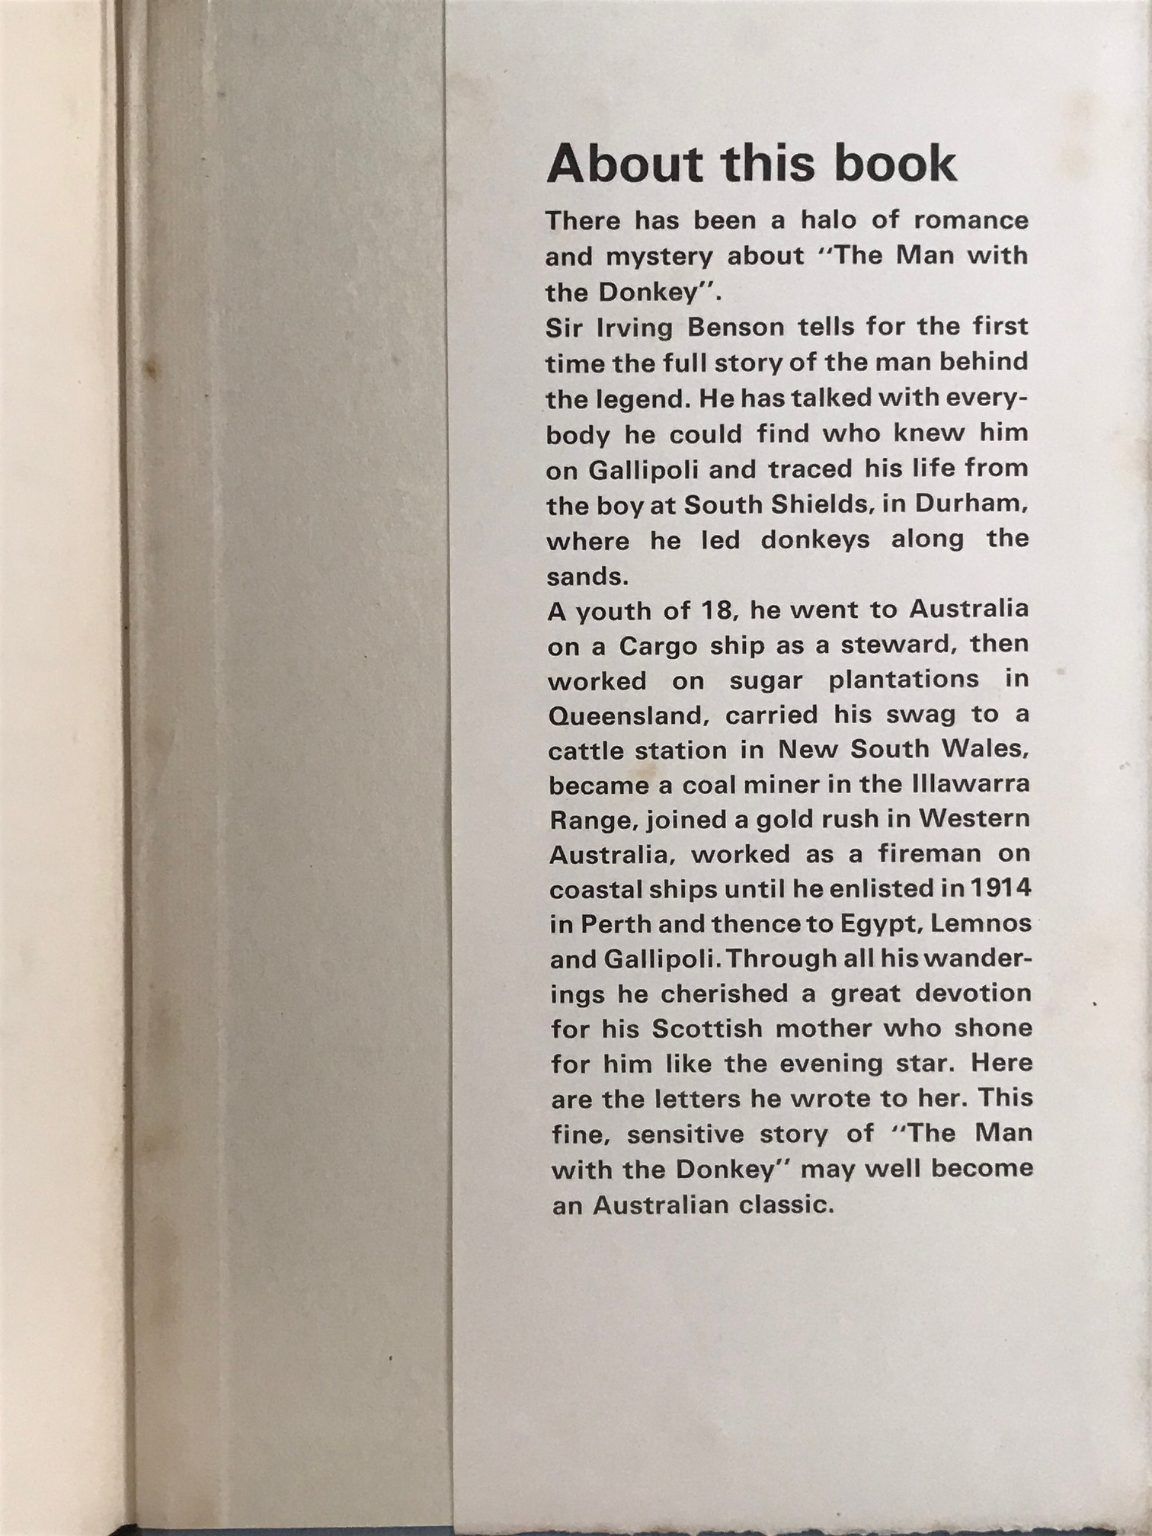 About this book
There has been a halo of romance
and mystery about “The Man with
the Donkey”.
Sir Irving Benson tells for the first
time the full story of the man behind
the legend. He has talked with every-
body he could find who knew him
on Gallipoli and traced his life from
the boy at South Shields, in Durham,
where he led donkeys along the
sands.
A youth of 18, he went to Australia
on a Cargo ship as a steward, then
worked on sugar plantations in
Queensland, carried his swag to a
cattle station in New South Wales,
became a coal miner in the Illawarra
Range, joined a gold rush in Western
Australia, worked as a fireman on
coastal ships until he enlisted in 1914
in Perth and thence to Egypt, Lemnos
and Gallipoli. Through all his wander-
ings he cherished a great devotion
for his Scottish mother who shone
for him like the evening star. Here
are the letters he wrote to her. This
fine, sensitive story of “The Man
with the Donkey” may well become
an Australian classic.